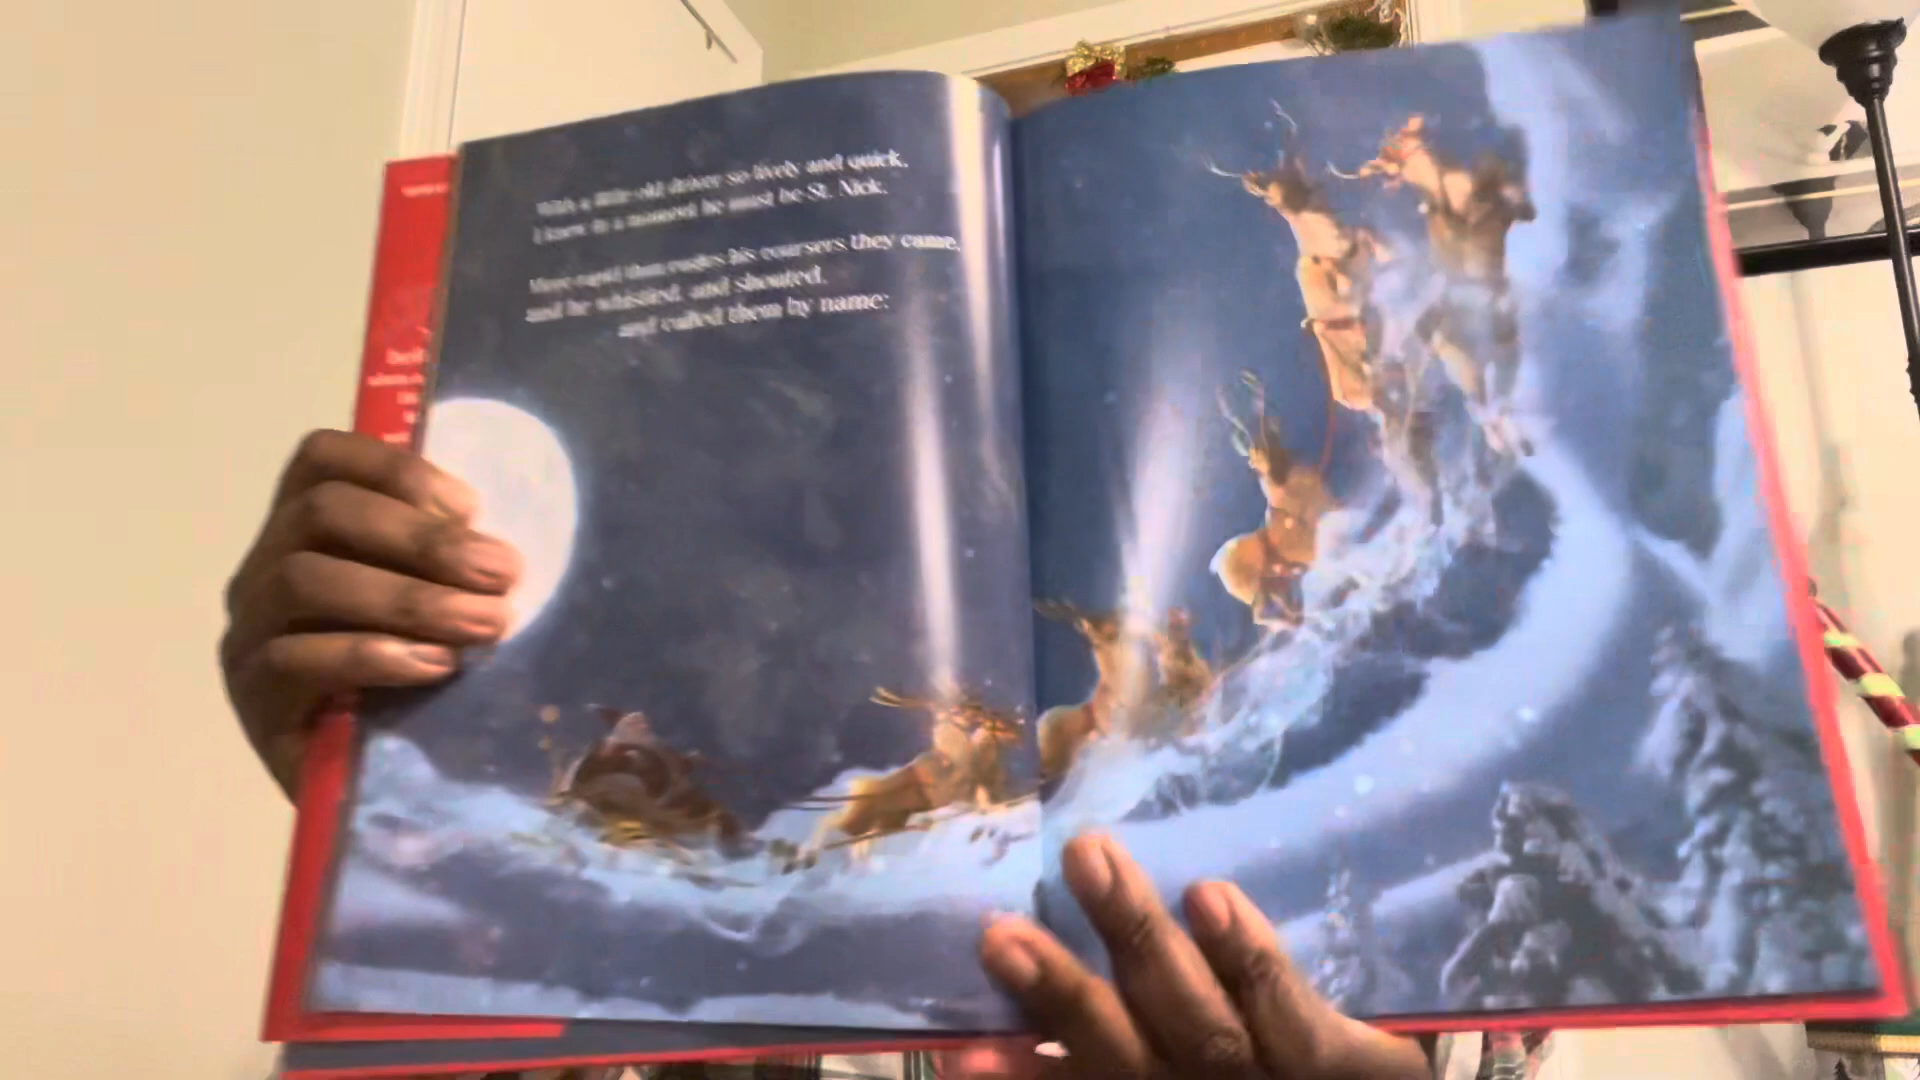 With a little old driver so lively and quick,
I knew in a moment he must be St. Nick.
More rapid than eagles his coursers they came,
and he whistled, and shouted,
and called them by name: